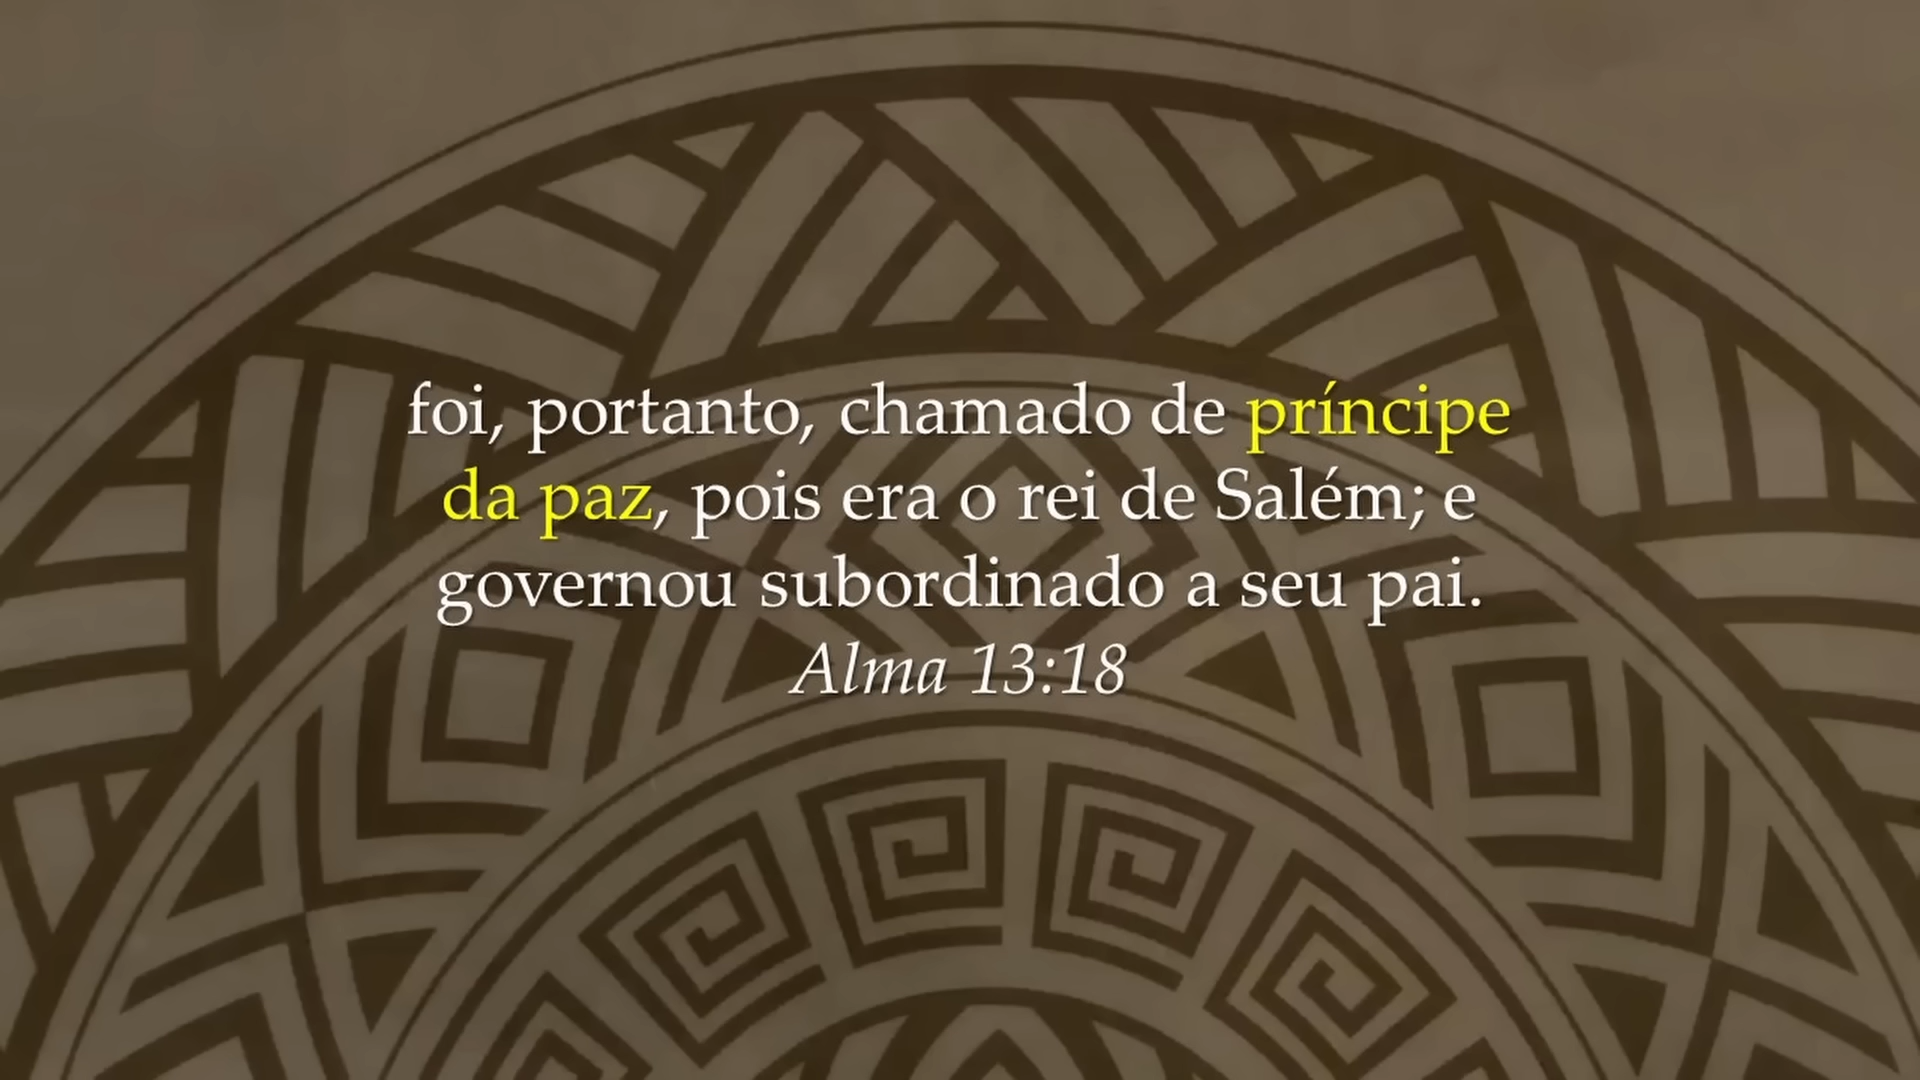 foi, portanto, chamado de príncipe
da paz, pois era o rei de Salém; e
governou subordinado a seu pai.
Alma 13:18